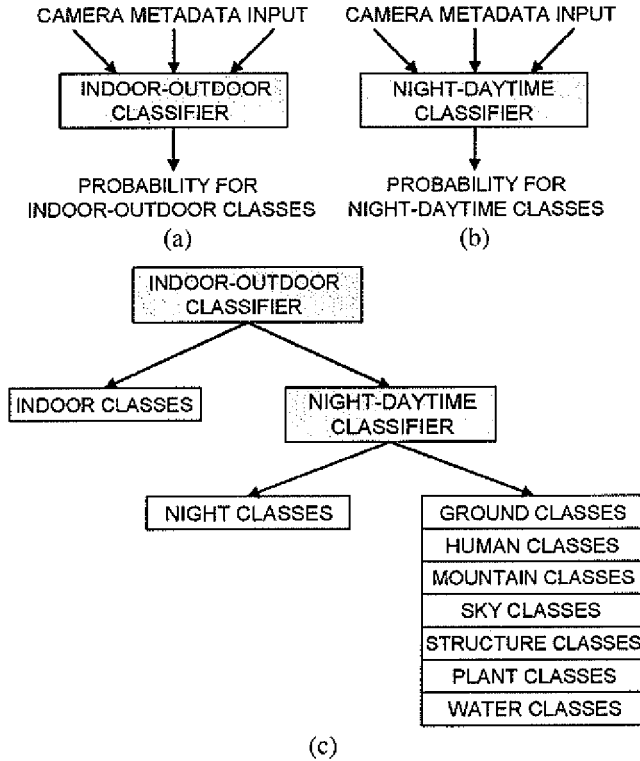 CAMERA METADATA INPUT
INDOOR-OUTDOOR
CLASSIFIER
PROBABILITY FOR
INDOOR-OUTDOOR CLASSES
(a)
CAMERA METADATA INPUT
NIGHT-DAYTIME
CLASSIFIER
PROBABILITY FOR
NIGHT-DAYTIME CLASSES
(b)
INDOOR-OUTDOOR
CLASSIFIER
INDOOR CLASSES
NIGHT-DAYTIME
CLASSIFIER
NIGHT CLASSES
GROUND CLASSES
HUMAN CLASSES
MOUNTAIN CLASSES
SKY CLASSES
STRUCTURE CLASSES
PLANT CLASSES
WATER CLASSES
(c)